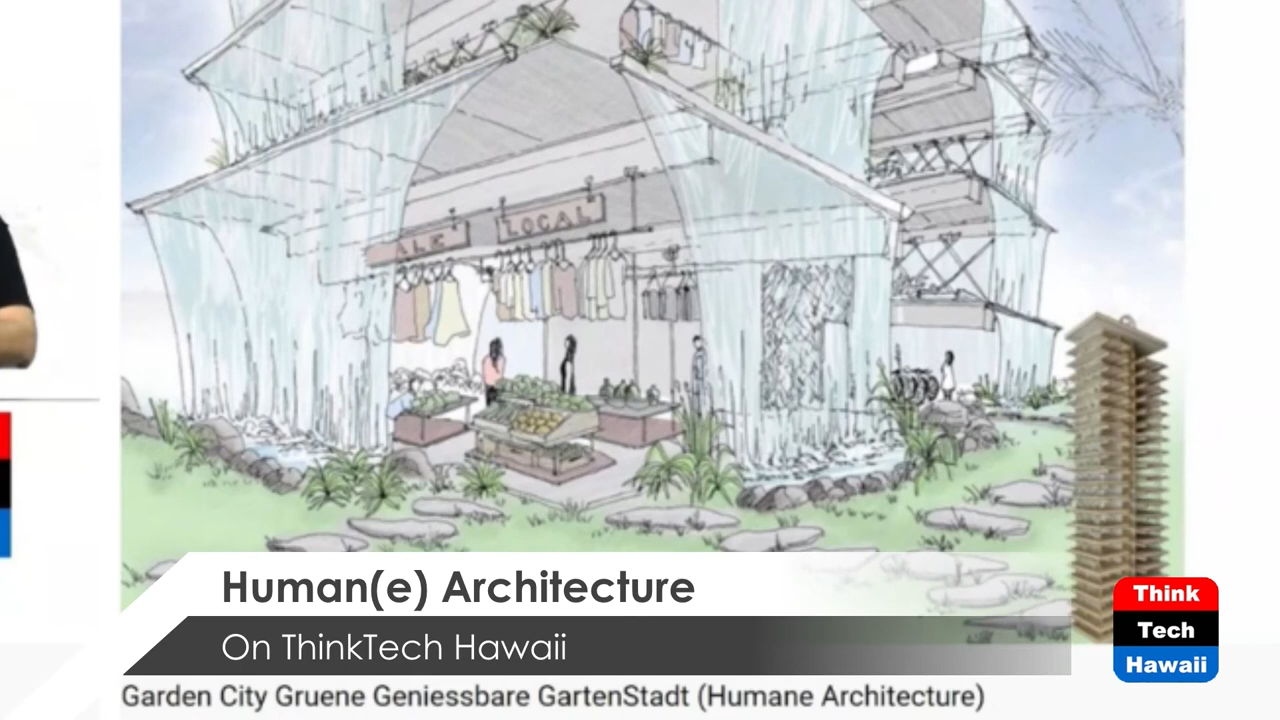 LOCAL
Human(e) Architecture
On ThinkTech Hawaii
Think
Tech
Hawaii
Garden City Gruene Geniessbare GartenStadt (Humane Architecture)